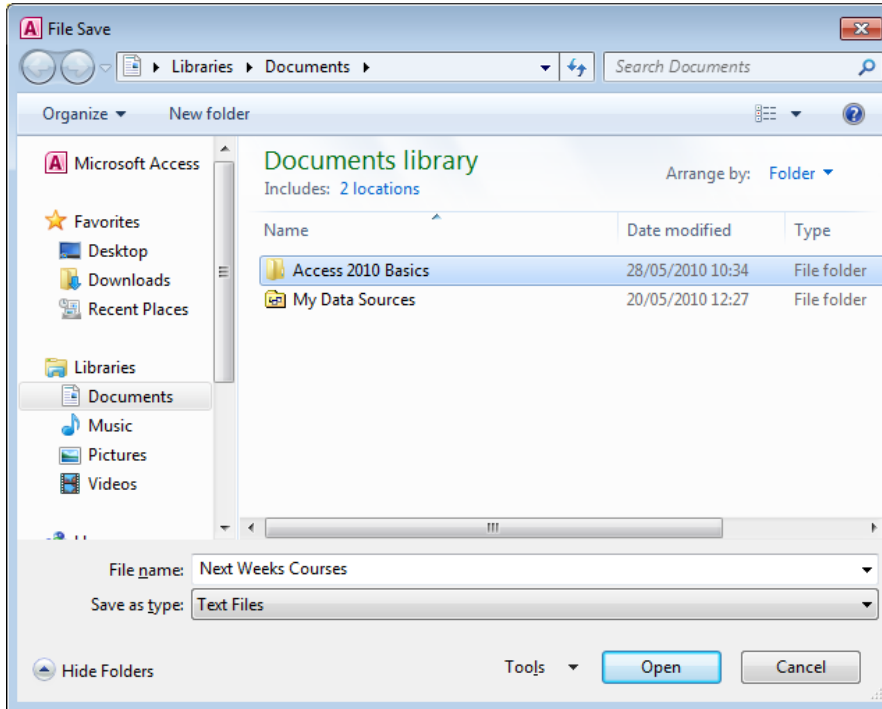 File Save
Libraries Documents
Search Documents
Organize New folder
Microsoft Access
Favorites
Desktop
Downloads
Recent Places
Libraries
Documents
Music
Pictures
Videos
Documents library
Includes: 2 locations
Arrange by: Folder
Name Date modified Type
Access 2010 Basics 28/05/2010 10:34 File folder
My Data Sources 20/05/2010 12:27 File folder
File name: Next Weeks Courses
Save as type: Text Files
Hide Folders
Tools Open Cancel